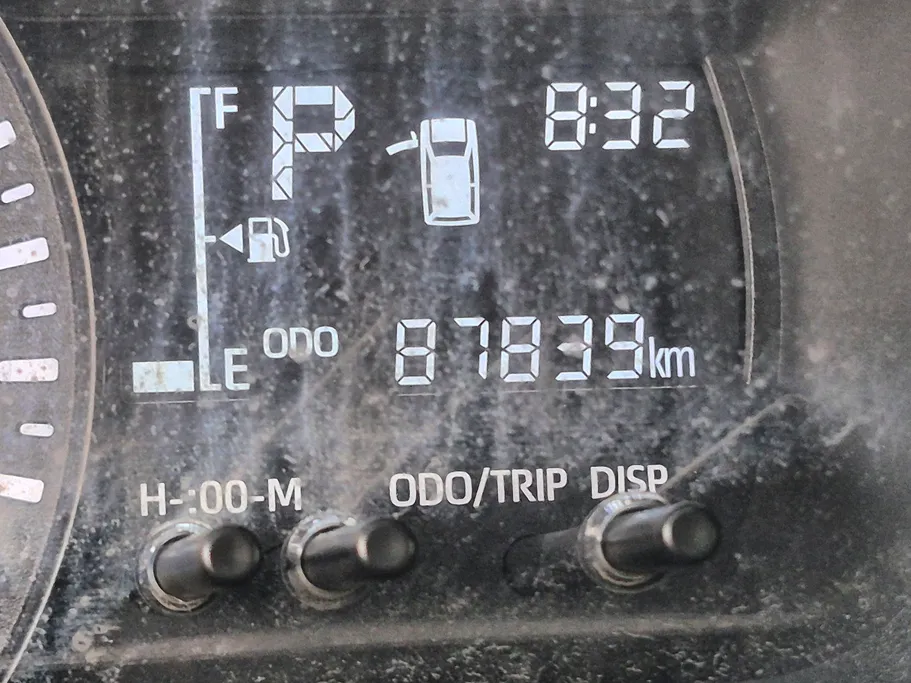 F P 8:32
E ODO 87839km
H-:00-M ODO/TRIP DISP